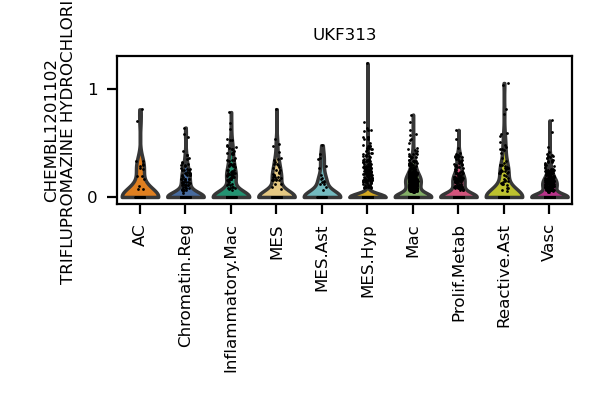 UKF313
CHEMBL1201102
TRIFLUPROMAZINE HYDROCHLORI
1
0
AC
Chromatin.Reg
Inflammatory.Mac
MES
MES.Ast
MES.Hyp
Mac
Prolif.Metab
Reactive.Ast
Vasc